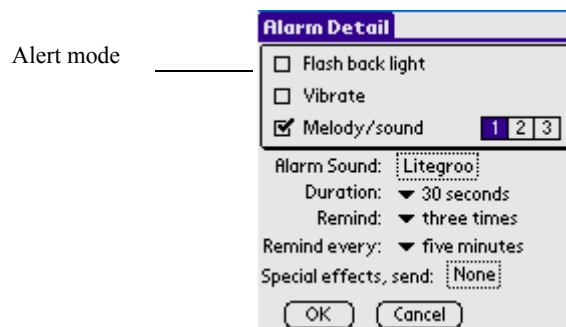 Alarm Detail
Alert mode
Flash back light
Vibrate
Melody/sound 1 2 3
Alarm Sound: Litegroo
Duration: 30 seconds
Remind: three times
Remind every: five minutes
Special effects, send: None
OK Cancel